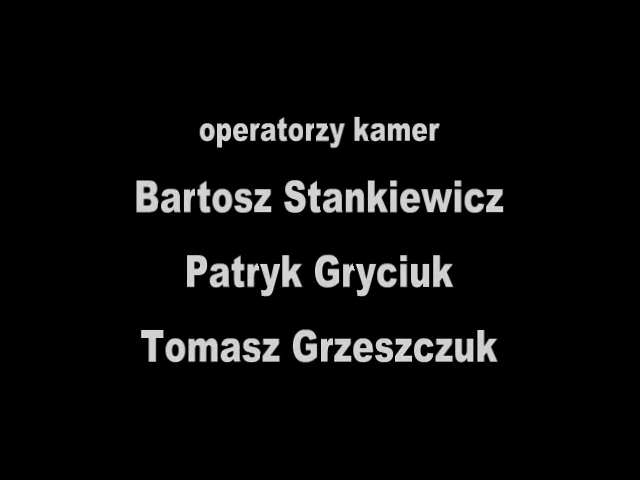 operatorzy kamer
Bartosz Stankiewicz
Patryk Gryciuk
Tomasz Grzeszczuk